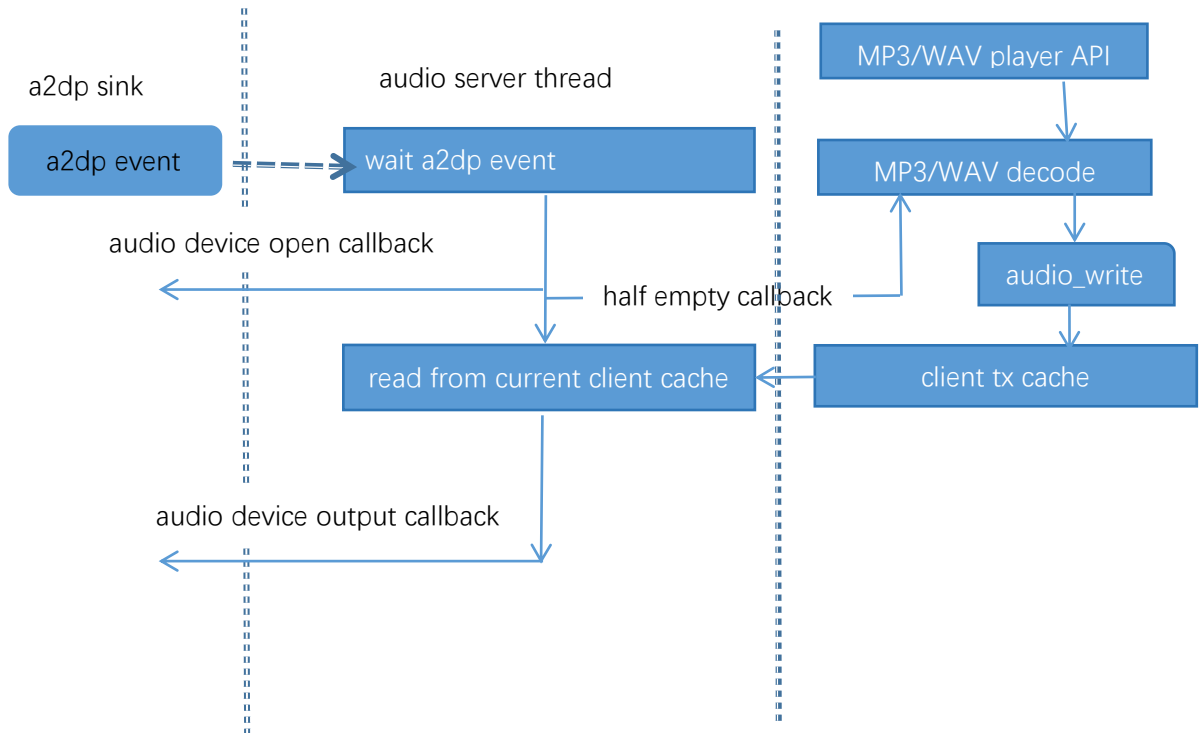 MP3/WAV player API
a2dp sink
audio server thread
a2dp event
wait a2dp event
MP3/WAV decode
audio device open callback
audio_write
half empty callback
read from current client cache
client tx cache
audio device output callback